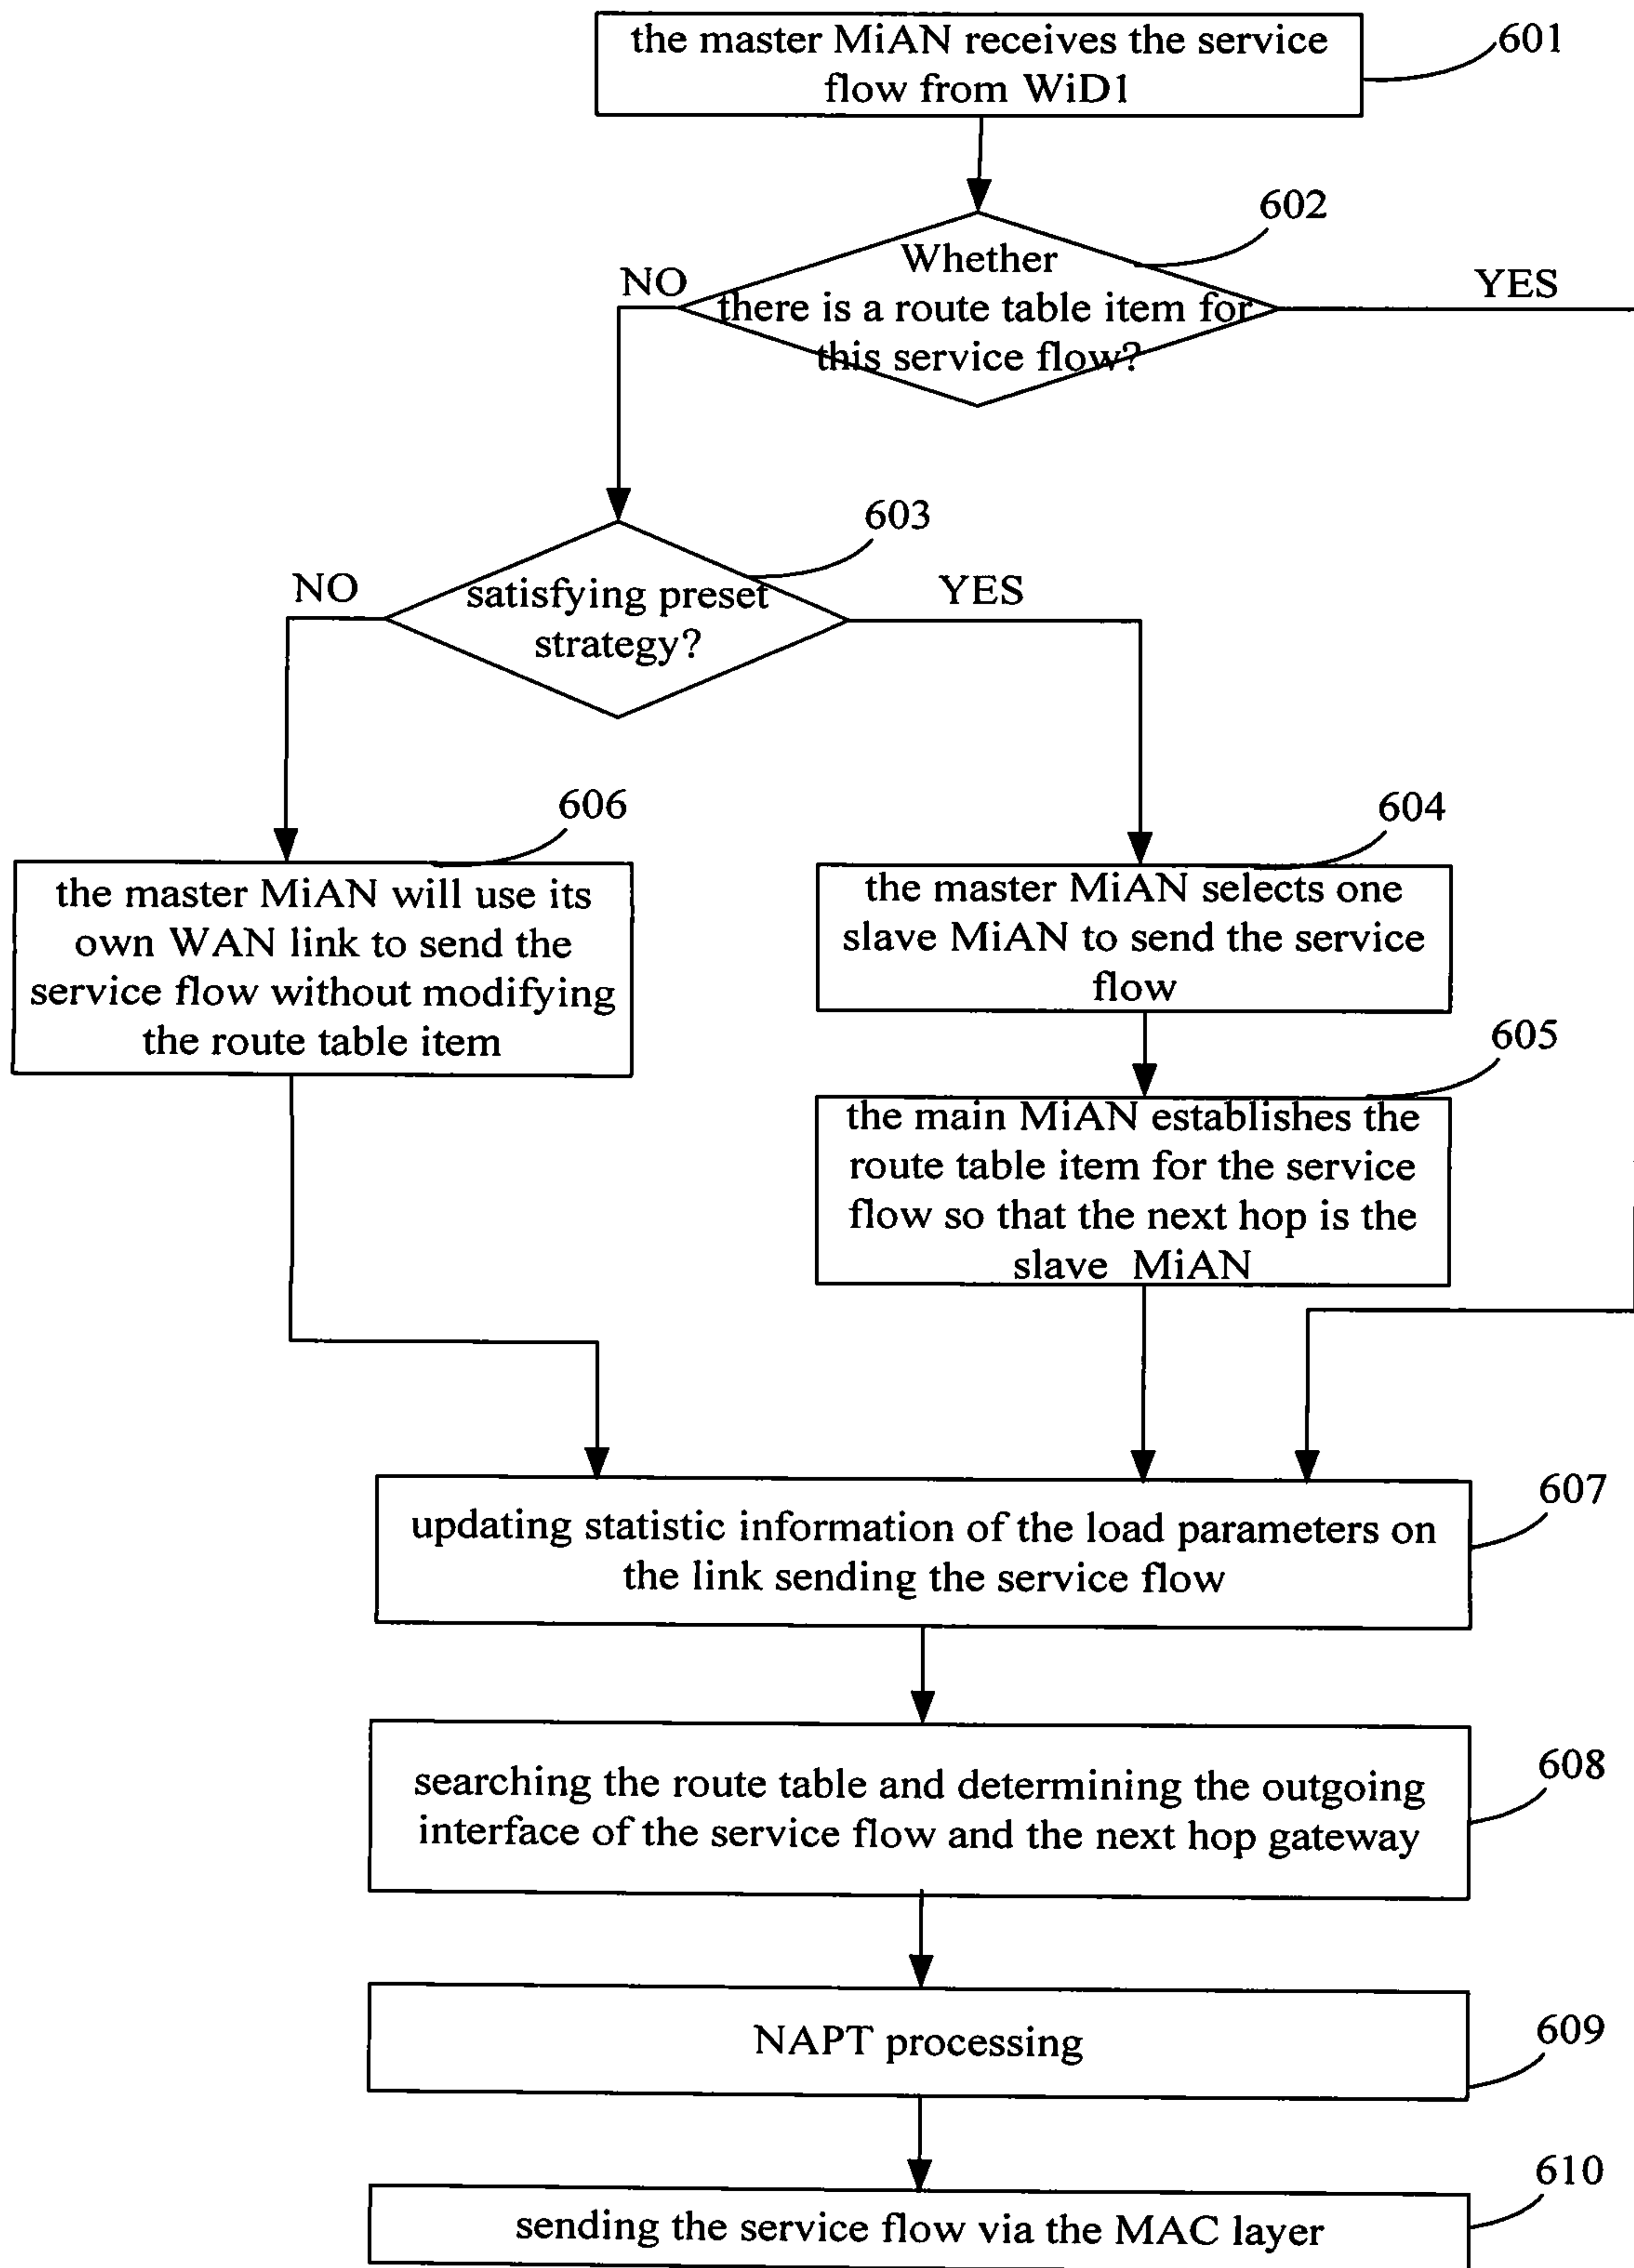 the master MiAN receives the service
flow from WiD1
601
602
Whether
there is a route table item for
this service flow?
NO
YES
603
satisfying preset
strategy?
NO
YES
606
the master MiAN will use its
own WAN link to send the
service flow without modifying
the route table item
604
the master MiAN selects one
slave MiAN to send the service
flow
605
the main MiAN establishes the
route table item for the service
flow so that the next hop is the
slave MiAN
607
updating statistic information of the load parameters on
the link sending the service flow
608
searching the route table and determining the outgoing
interface of the service flow and the next hop gateway
NAPT processing
609
610
sending the service flow via the MAC layer